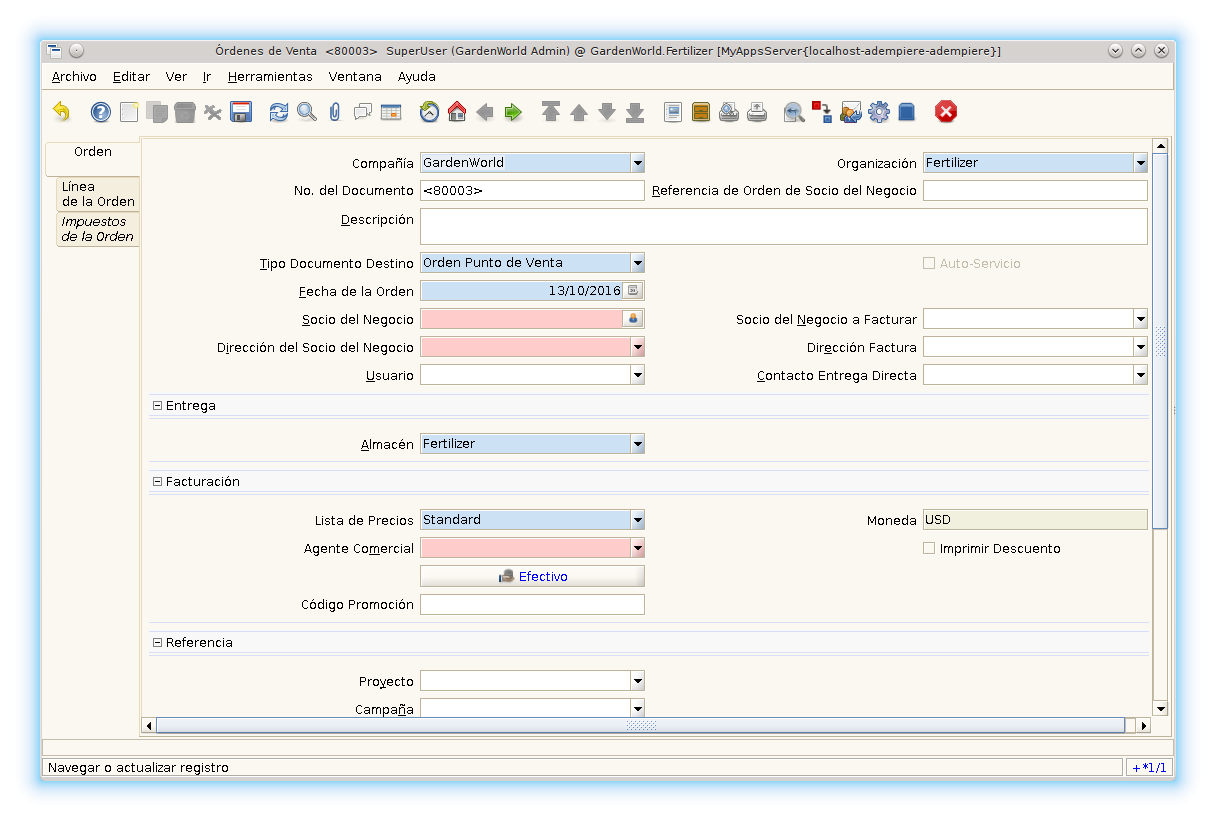 Órdenes de Venta <80003> SuperUser (GardenWorld Admin) @ GardenWorld.Fertilizer [MyAppsServer{localhost-adempiere-adempiere}]
Archivo Editar Ver Ir Herramientas Ventana Ayuda
Orden
Línea
de la Orden
Impuestos
de la Orden
Compañía GardenWorld Organización Fertilizer
No. del Documento <80003> Referencia de Orden de Socio del Negocio
Descripción
Tipo Documento Destino Orden Punto de Venta Auto-Servicio
Fecha de la Orden 13/10/2016
Socio del Negocio Socio del Negocio a Facturar
Dirección del Socio del Negocio Dirección Factura
Usuario Contacto Entrega Directa
Entrega
Almacén Fertilizer
Facturación
Lista de Precios Standard Moneda USD
Agente Comercial Imprimir Descuento
Efectivo
Código Promoción
Referencia
Proyecto
Campaña
Navegar o actualizar registro +*1/1